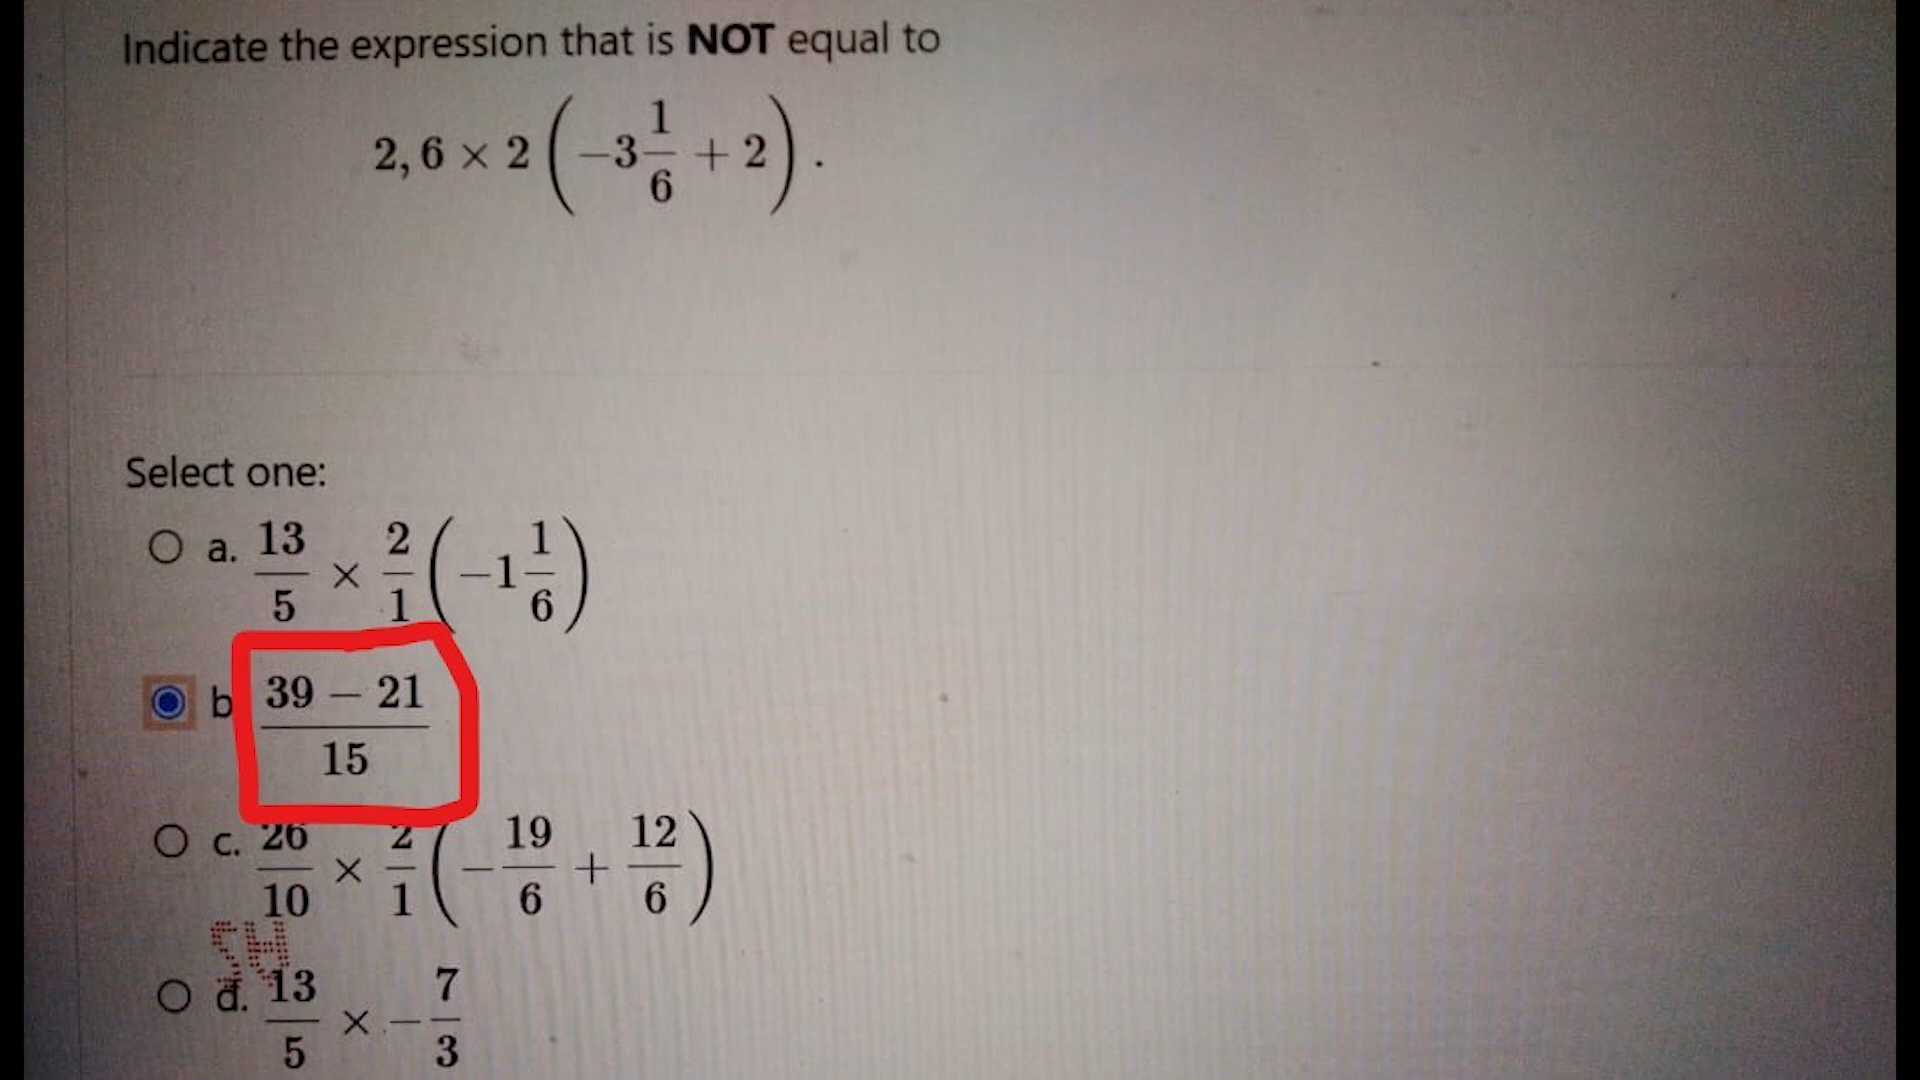 Indicate the expression that is NOT equal to
2,6 × 2 (−3 1/6 + 2).
Select one:
a. 13/5 × 2/1 (−1 1/6)
b 39 − 21 / 15
c. 26/10 × 2/1 (−19/6 + 12/6)
d. 13/5 × −7/3